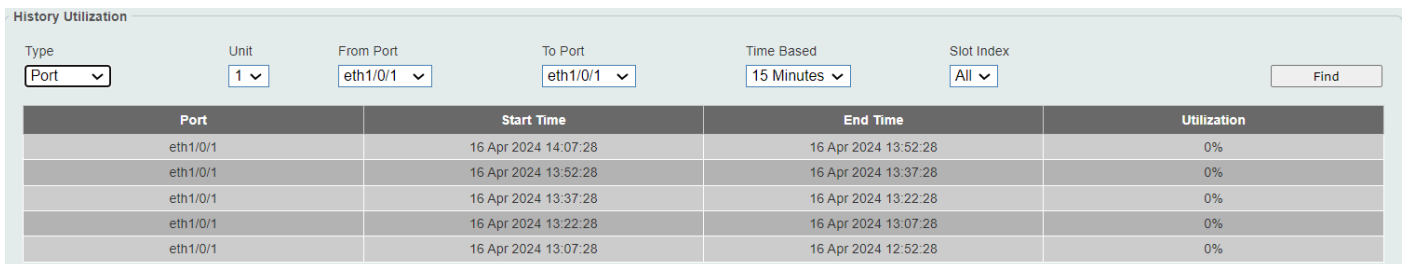 History Utilization
Type Unit From Port To Port Time Based Slot Index
Port 1 eth1/0/1 eth1/0/1 15 Minutes All Find
Port Start Time End Time Utilization
eth1/0/1 16 Apr 2024 14:07:28 16 Apr 2024 13:52:28 0%
eth1/0/1 16 Apr 2024 13:52:28 16 Apr 2024 13:37:28 0%
eth1/0/1 16 Apr 2024 13:37:28 16 Apr 2024 13:22:28 0%
eth1/0/1 16 Apr 2024 13:22:28 16 Apr 2024 13:07:28 0%
eth1/0/1 16 Apr 2024 13:07:28 16 Apr 2024 12:52:28 0%